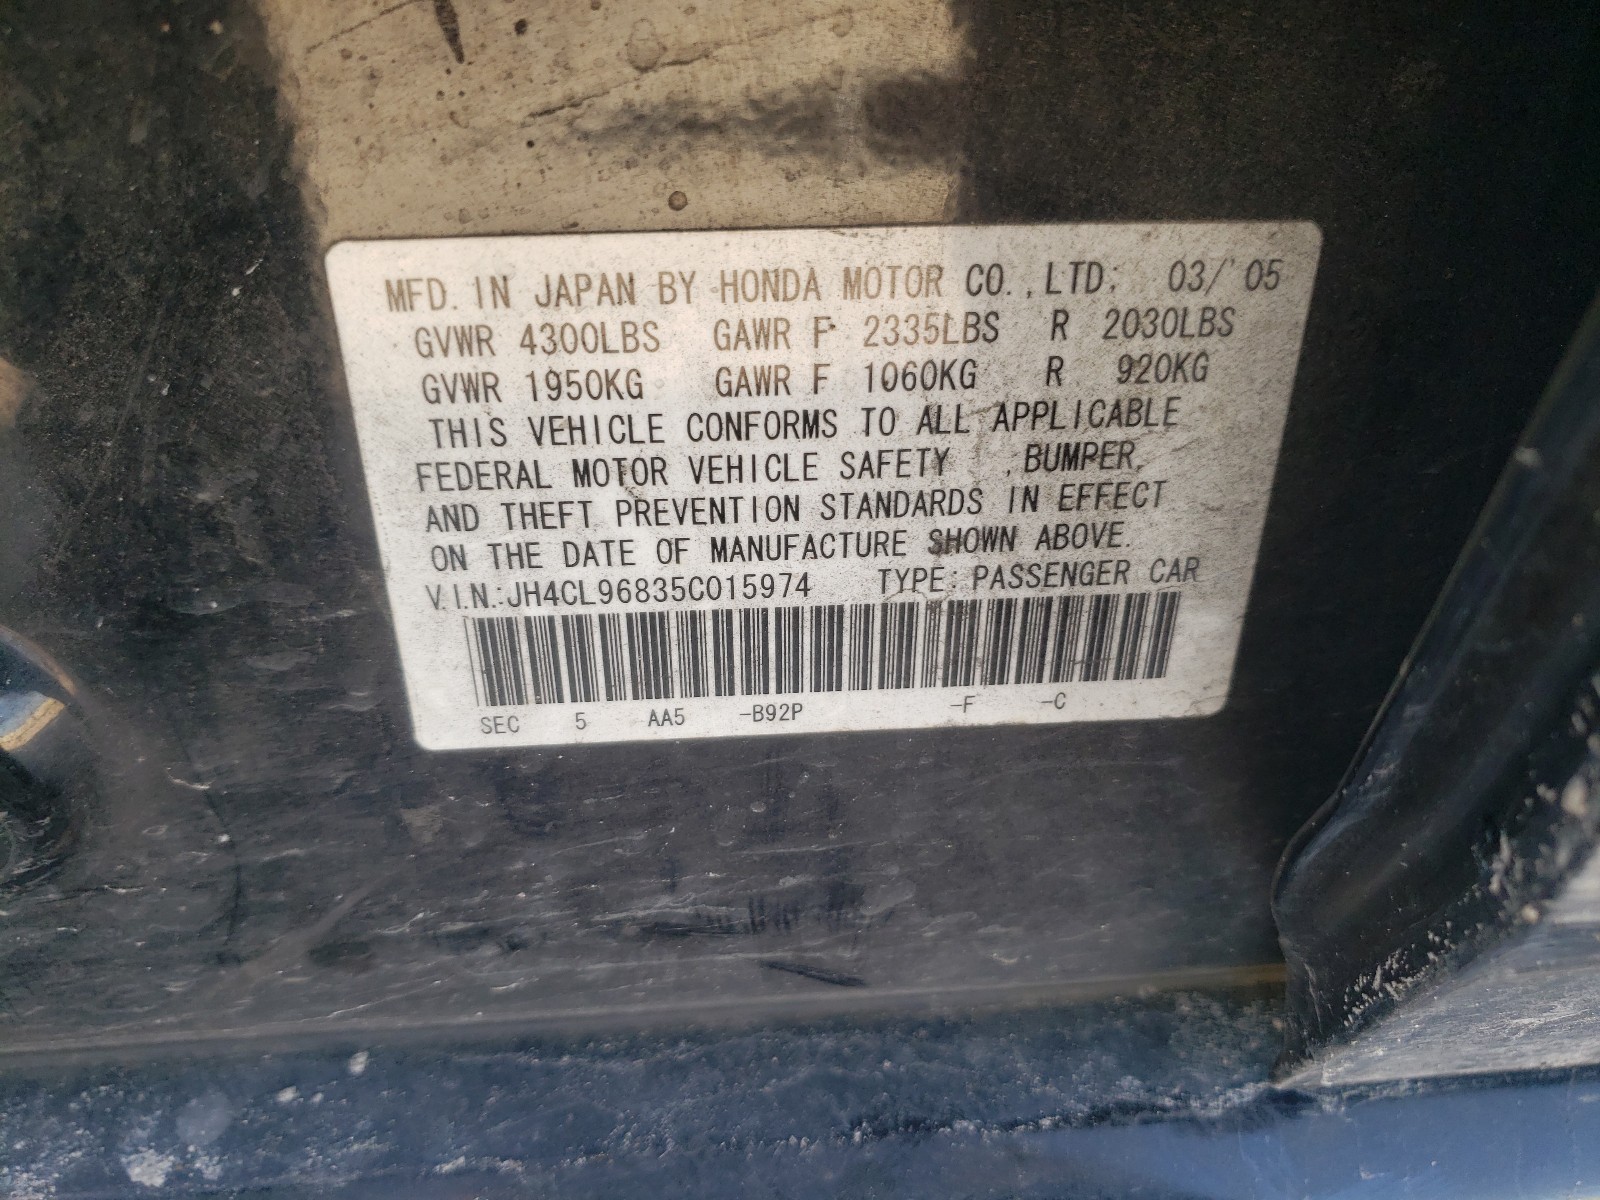 MFD. IN JAPAN BY HONDA MOTOR CO.,LTD; 03/'05
GVWR 4300LBS GAWR F 2335LBS R 2030LBS
GVWR 1950KG GAWR F 1060KG R 920KG
THIS VEHICLE CONFORMS TO ALL APPLICABLE
FEDERAL MOTOR VEHICLE SAFETY , BUMPER,
AND THEFT PREVENTION STANDARDS IN EFFECT
ON THE DATE OF MANUFACTURE SHOWN ABOVE.
V.I.N.:JH4CL96835C015974 TYPE: PASSENGER CAR
SEC 5 AA5 -B92P -F -C